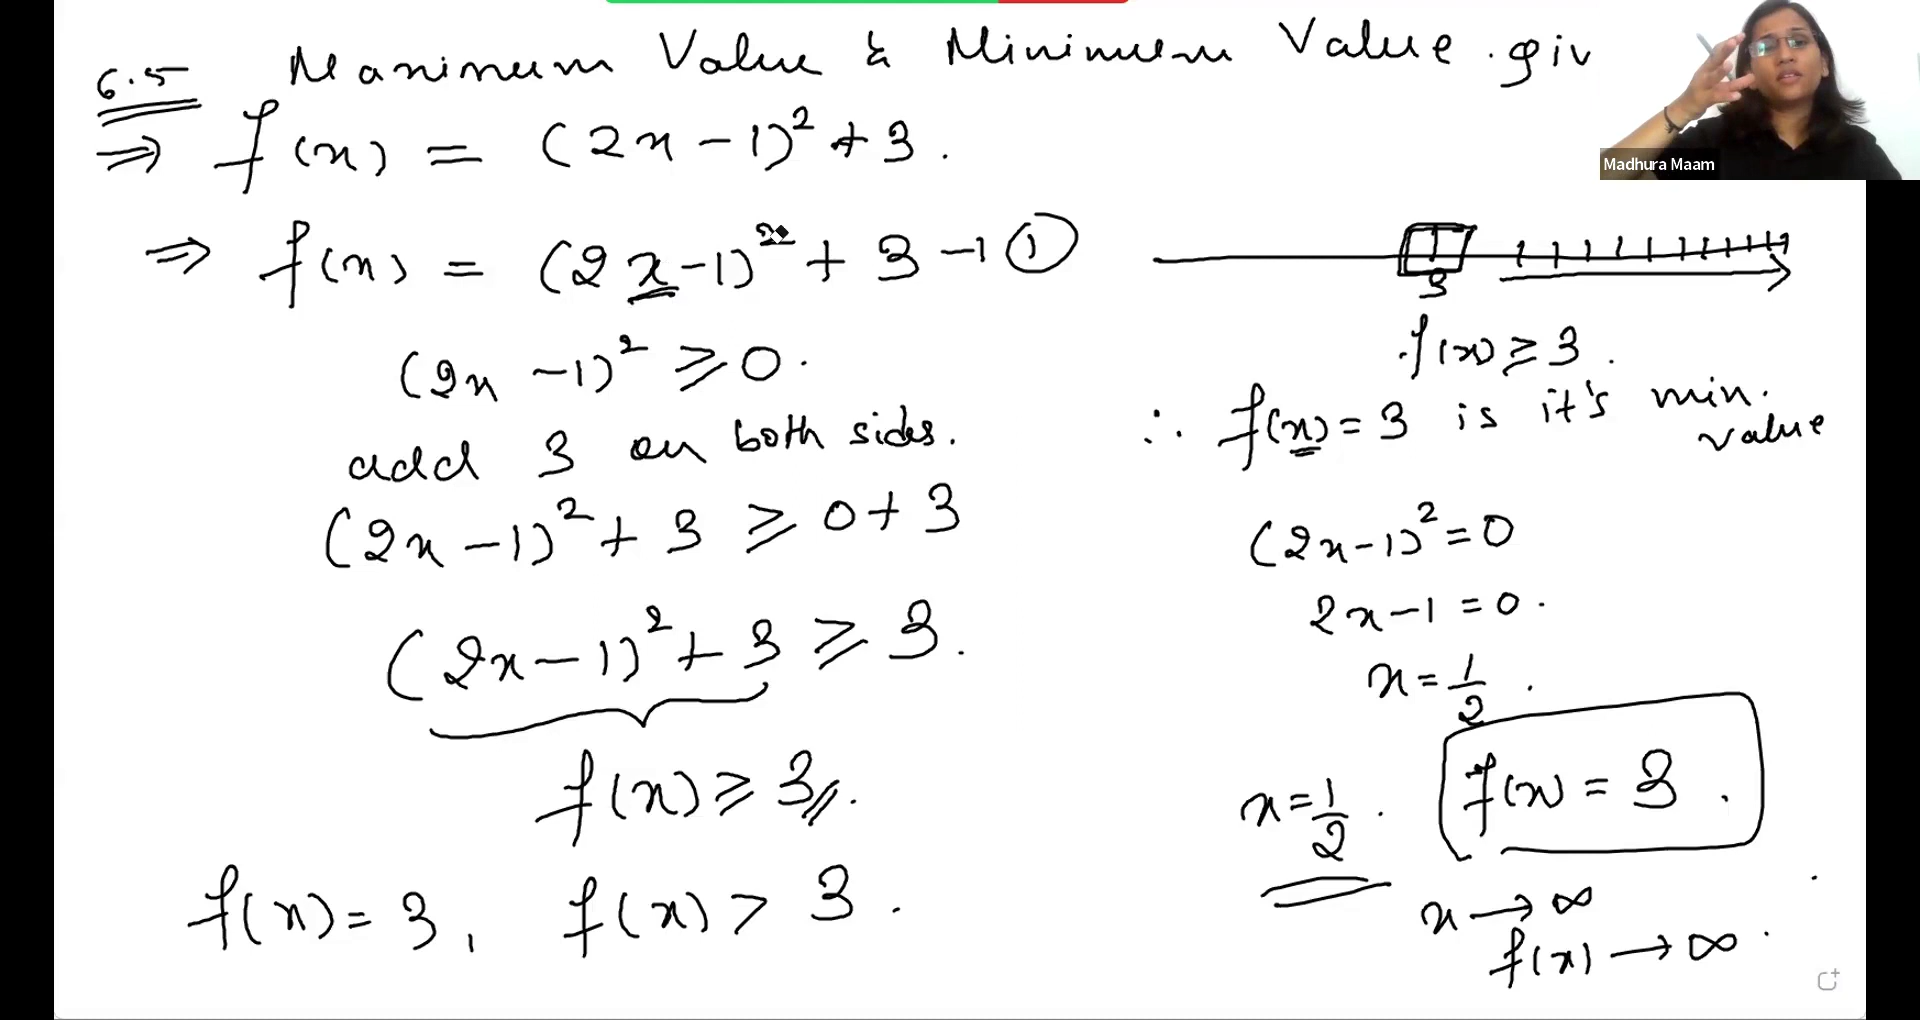 6.5 Maximum Value & Minimum Value. giv
⇒ f(x) = (2x - 1)² + 3.
⇒ f(x) = (2x - 1)² + 3 - 1 ①
(2x - 1)² ⩾ 0.
add 3 on both sides.
(2x - 1)² + 3 ⩾ 0 + 3
(2x - 1)² + 3 ⩾ 3.
f(x) ⩾ 3.
f(x) = 3, f(x) > 3.
Madhura Maam
3
f(x) ≥ 3.
∴ f(x) = 3 is it's min.
value
(2x - 1)² = 0
2x - 1 = 0.
x = 1/2.
x = 1/2. f(x) = 3.
x → ∞
f(x) → ∞.